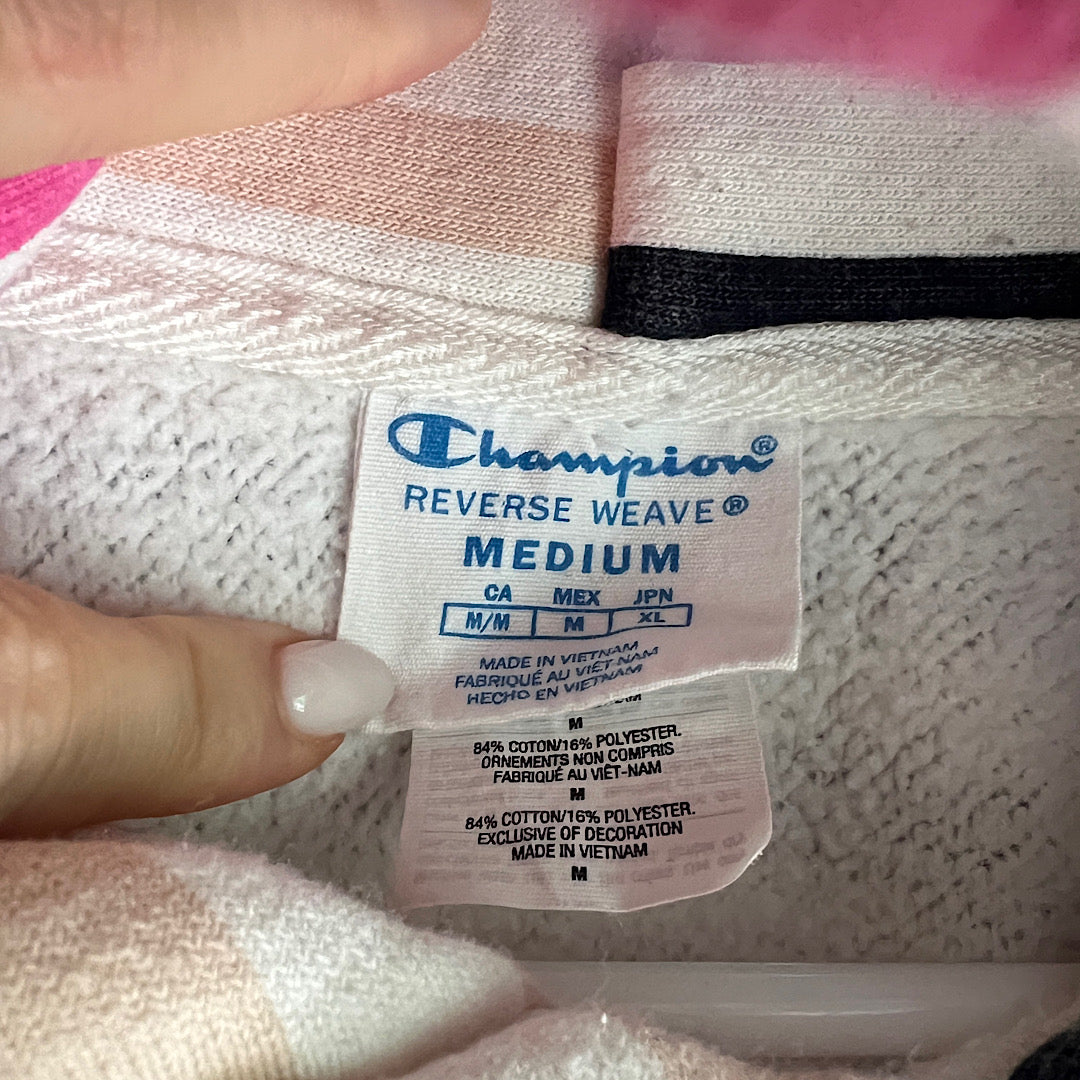 Champion®
REVERSE WEAVE®
MEDIUM
CA MEX JPN
M/M M XL
MADE IN VIETNAM
FABRIQUÉ AU VIÊT-NAM
HECHO EN VIETNAM
M
84% COTON/16% POLYESTER.
ORNEMENTS NON COMPRIS
FABRIQUÉ AU VIÊT-NAM
M
84% COTTON/16% POLYESTER.
EXCLUSIVE OF DECORATION
MADE IN VIETNAM
M